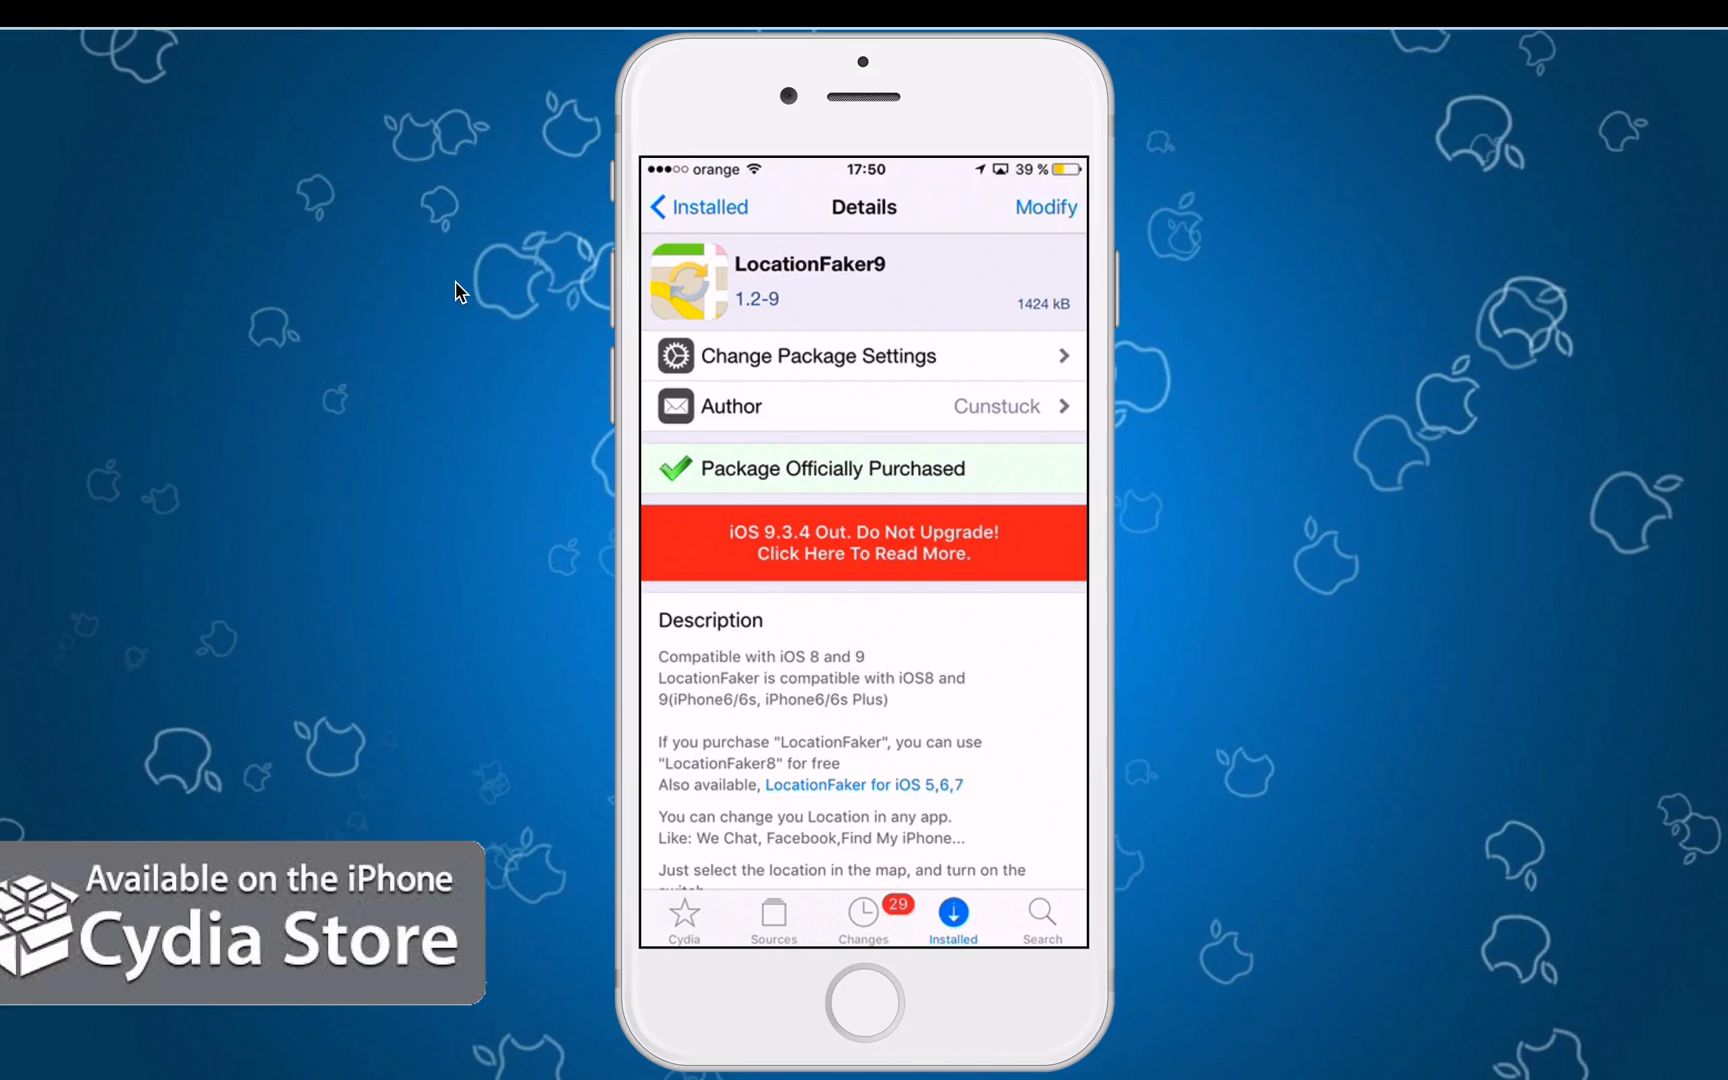 orange 17:50 39 %
Installed Details Modify
LocationFaker9
1.2-9 1424 kB
Change Package Settings
Author Cunstuck
Package Officially Purchased
iOS 9.3.4 Out. Do Not Upgrade!
Click Here To Read More.
Description
Compatible with iOS 8 and 9
LocationFaker is compatible with iOS8 and
9(iPhone6/6s, iPhone6/6s Plus)
If you purchase "LocationFaker", you can use
"LocationFaker8" for free
Also available, LocationFaker for iOS 5,6,7
You can change you Location in any app.
Like: We Chat, Facebook,Find My iPhone...
Just select the location in the map, and turn on the
29
Cydia Sources Changes Installed Search
Available on the iPhone
Cydia Store